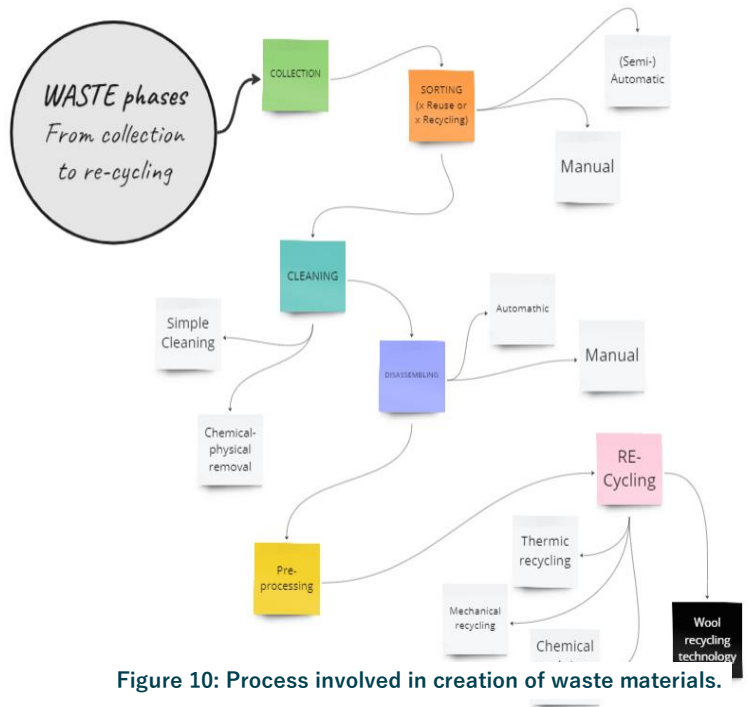 WASTE phases
From collection
to re-cycling
COLLECTION
SORTING
(x Reuse or
x Recycling)
(Semi-)
Automatic
Manual
CLEANING
Simple
Cleaning
Chemical-
physical
removal
DISASSEMBLING
Automathic
Manual
Pre-
processing
RE-
Cycling
Thermic
recycling
Mechanical
recycling
Chemical
Wool
recycling
technology
Figure 10: Process involved in creation of waste materials.